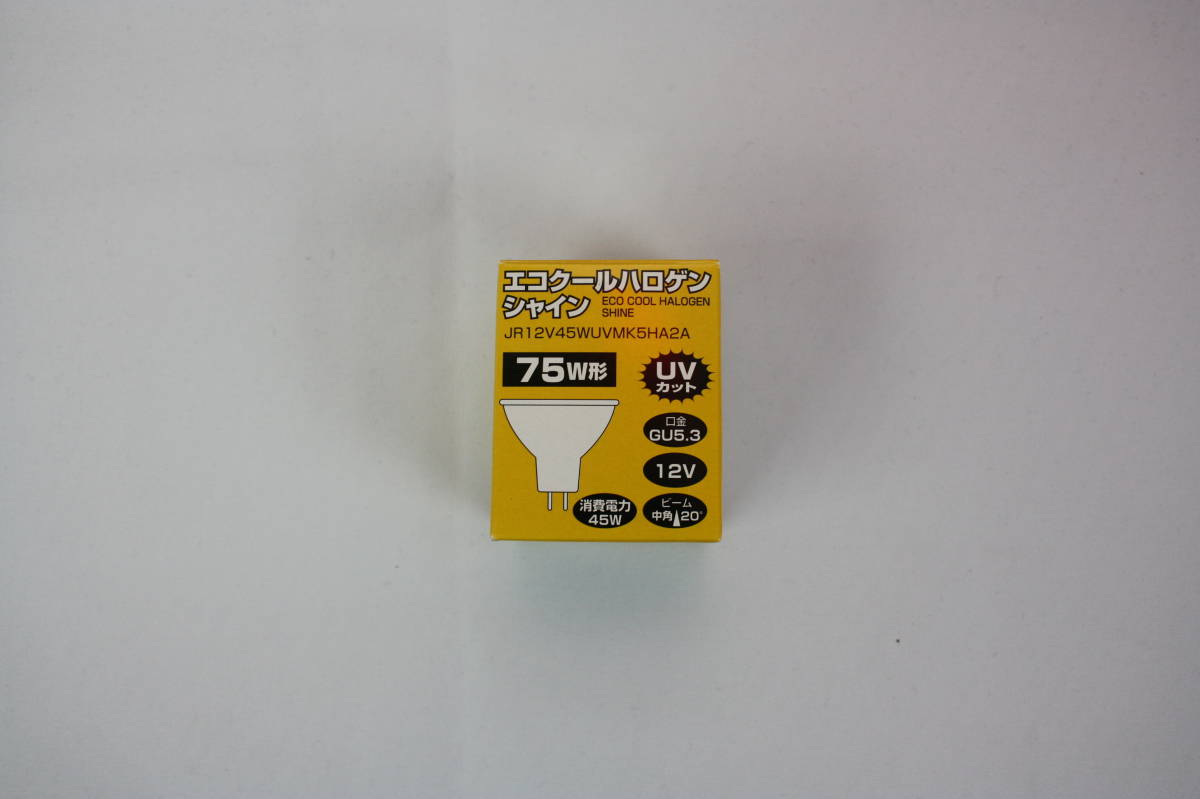 エコクールハロゲン
シャイン
ECO COOL HALOGEN
SHINE
JR12V45WUVMK5HA2A
75W形
UV
カット
口金
GU5.3
12V
消費電力
45W
ビーム
中角 20°